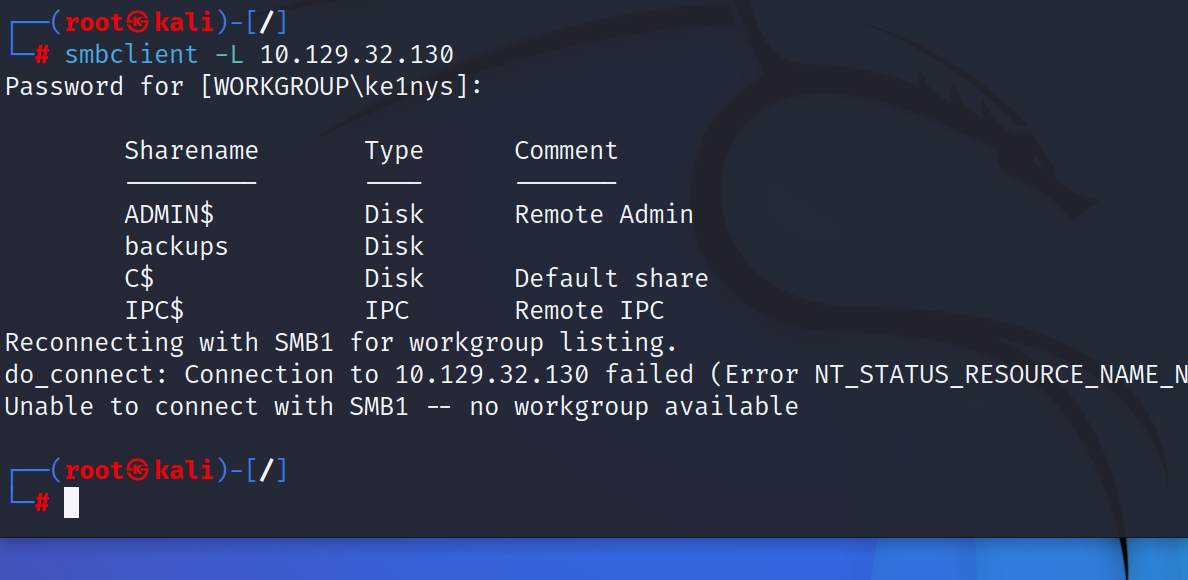 ┌──(root㉿kali)-[/]
└─# smbclient -L 10.129.32.130
Password for [WORKGROUP\ke1nys]:
Sharename Type Comment
--------- ---- -------
ADMIN$ Disk Remote Admin
backups Disk
C$ Disk Default share
IPC$ IPC Remote IPC
Reconnecting with SMB1 for workgroup listing.
do_connect: Connection to 10.129.32.130 failed (Error NT_STATUS_RESOURCE_NAME_N
Unable to connect with SMB1 -- no workgroup available
┌──(root㉿kali)-[/]
└─#